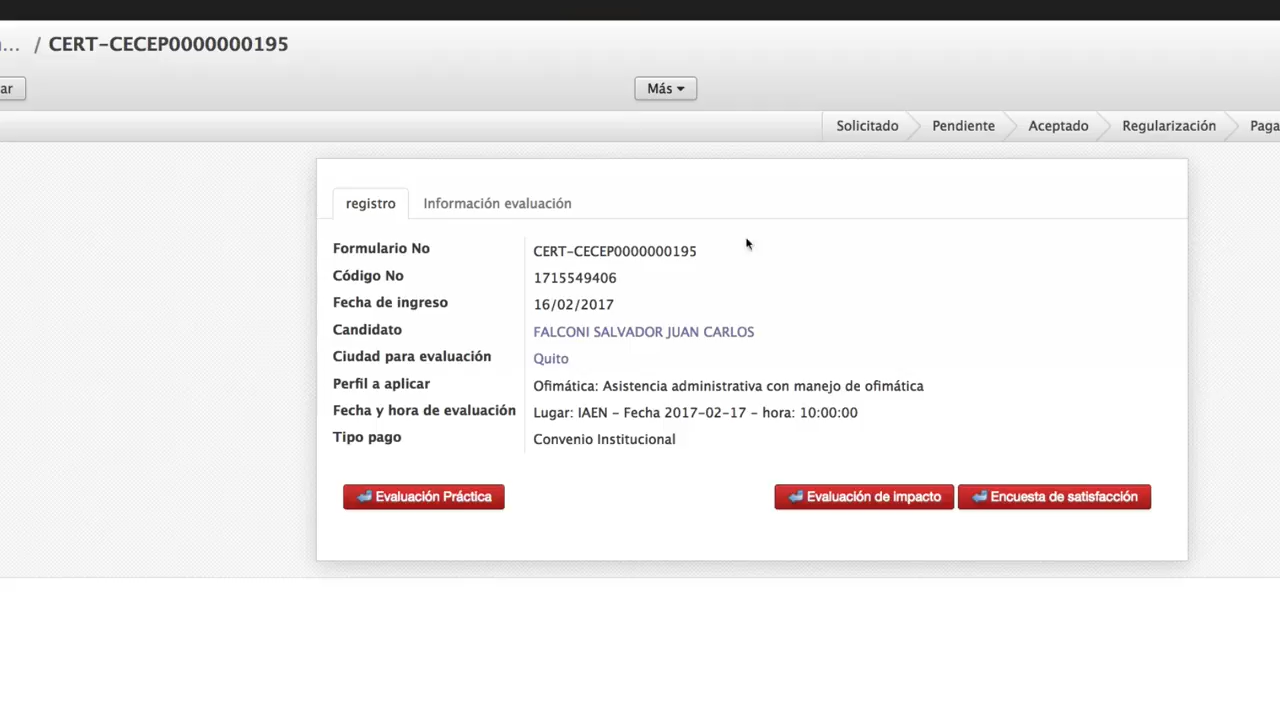 ... / CERT-CECEP0000000195
ar
Más
Solicitado Pendiente Aceptado Regularización Paga
registro Información evaluación
Formulario No CERT-CECEP0000000195
Código No 1715549406
Fecha de ingreso 16/02/2017
Candidato FALCONI SALVADOR JUAN CARLOS
Ciudad para evaluación Quito
Perfil a aplicar Ofimática: Asistencia administrativa con manejo de ofimática
Fecha y hora de evaluación Lugar: IAEN - Fecha 2017-02-17 - hora: 10:00:00
Tipo pago Convenio Institucional
Evaluación Práctica Evaluación de impacto Encuesta de satisfacción